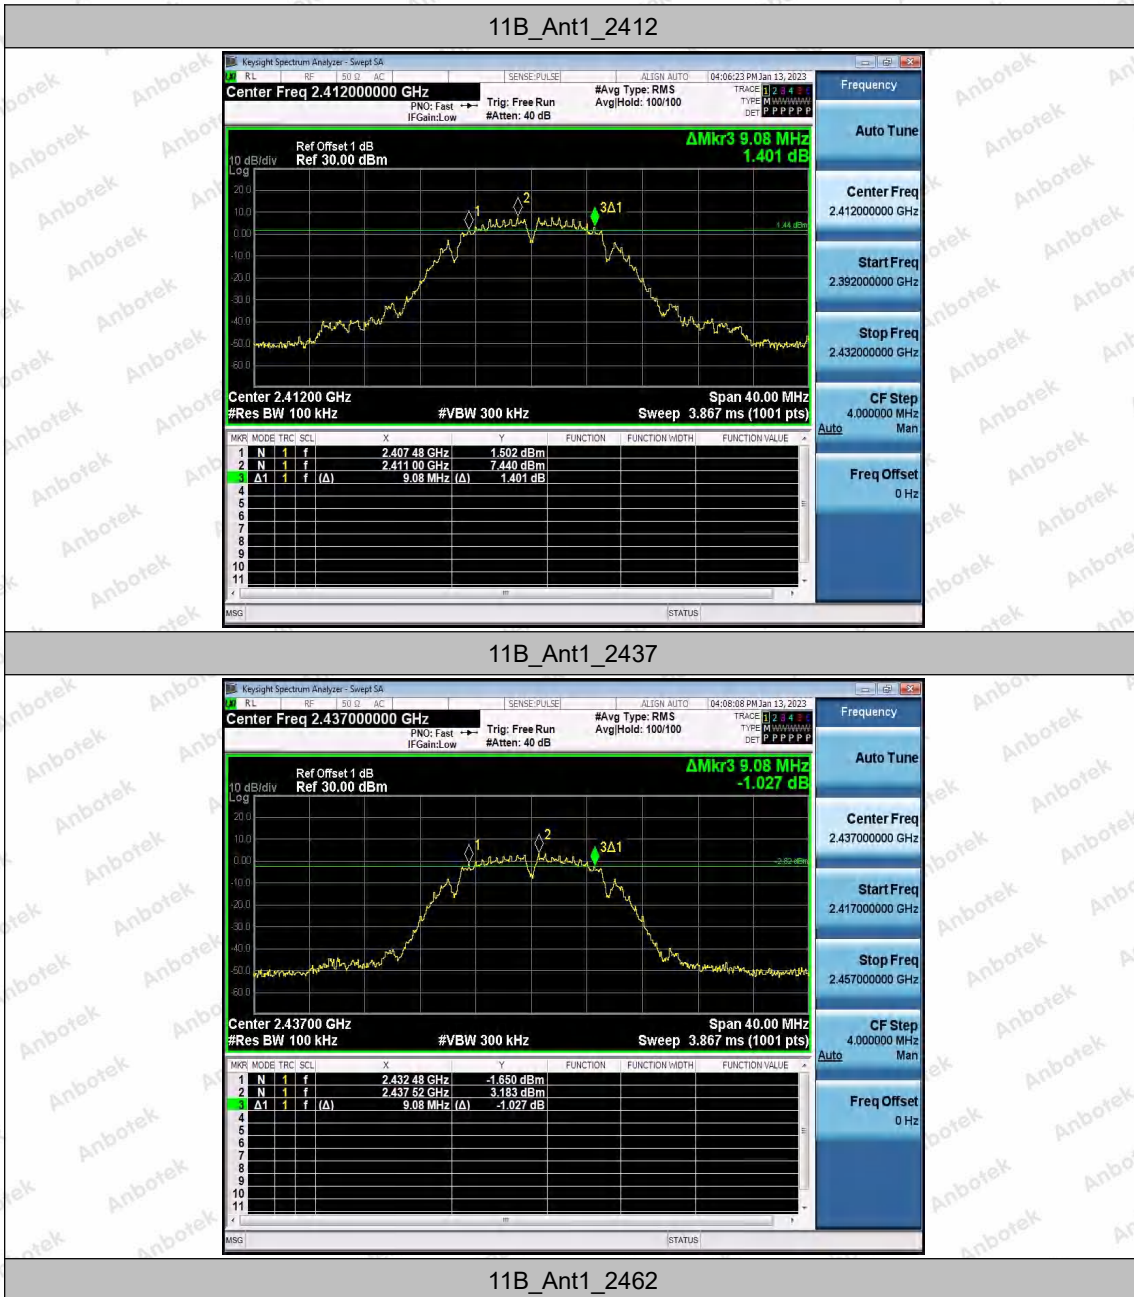 11B_Ant1_2412
Keysight Spectrum Analyzer - Swept SA
RL RF 50 Ω AC SENSE:PULSE ALIGN AUTO 04:06:23 PM Jan 13, 2023
Center Freq 2.412000000 GHz
PNO: Fast
IFGain:Low
Trig: Free Run
#Atten: 40 dB
#Avg Type: RMS
Avg|Hold: 100/100
TRACE 1 2 3 4 5 6
TYPE M WWWWW
DET P P P P P P
ΔMkr3 9.08 MHz
1.401 dB
Ref Offset 1 dB
10 dB/div Ref 30.00 dBm
Log
20.0
10.0
0.00
-10.0
-20.0
-30.0
-40.0
-50.0
-60.0
1
2
3Δ1
1.44 dBm
Center 2.41200 GHz Span 40.00 MHz
#Res BW 100 kHz #VBW 300 kHz Sweep 3.867 ms (1001 pts)
MKR MODE TRC SCL X Y FUNCTION FUNCTION WIDTH FUNCTION VALUE
1 N 1 f 2.407 48 GHz 1.502 dBm
2 N 1 f 2.411 00 GHz 7.440 dBm
3 Δ1 1 f (Δ) 9.08 MHz (Δ) 1.401 dB
4
5
6
7
8
9
10
11
MSG STATUS
Frequency
Auto Tune
Center Freq
2.412000000 GHz
Start Freq
2.392000000 GHz
Stop Freq
2.432000000 GHz
CF Step
4.000000 MHz
Auto Man
Freq Offset
0 Hz
11B_Ant1_2437
Keysight Spectrum Analyzer - Swept SA
RL RF 50 Ω AC SENSE:PULSE ALIGN AUTO 04:08:08 PM Jan 13, 2023
Center Freq 2.437000000 GHz
PNO: Fast
IFGain:Low
Trig: Free Run
#Atten: 40 dB
#Avg Type: RMS
Avg|Hold: 100/100
TRACE 1 2 3 4 5 6
TYPE M WWWWW
DET P P P P P P
ΔMkr3 9.08 MHz
-1.027 dB
Ref Offset 1 dB
10 dB/div Ref 30.00 dBm
Log
20.0
10.0
0.00
-10.0
-20.0
-30.0
-40.0
-50.0
-60.0
1
2
3Δ1
-2.82 dBm
Center 2.43700 GHz Span 40.00 MHz
#Res BW 100 kHz #VBW 300 kHz Sweep 3.867 ms (1001 pts)
MKR MODE TRC SCL X Y FUNCTION FUNCTION WIDTH FUNCTION VALUE
1 N 1 f 2.432 48 GHz -1.650 dBm
2 N 1 f 2.437 52 GHz 3.183 dBm
3 Δ1 1 f (Δ) 9.08 MHz (Δ) -1.027 dB
4
5
6
7
8
9
10
11
MSG STATUS
Frequency
Auto Tune
Center Freq
2.437000000 GHz
Start Freq
2.417000000 GHz
Stop Freq
2.457000000 GHz
CF Step
4.000000 MHz
Auto Man
Freq Offset
0 Hz
11B_Ant1_2462